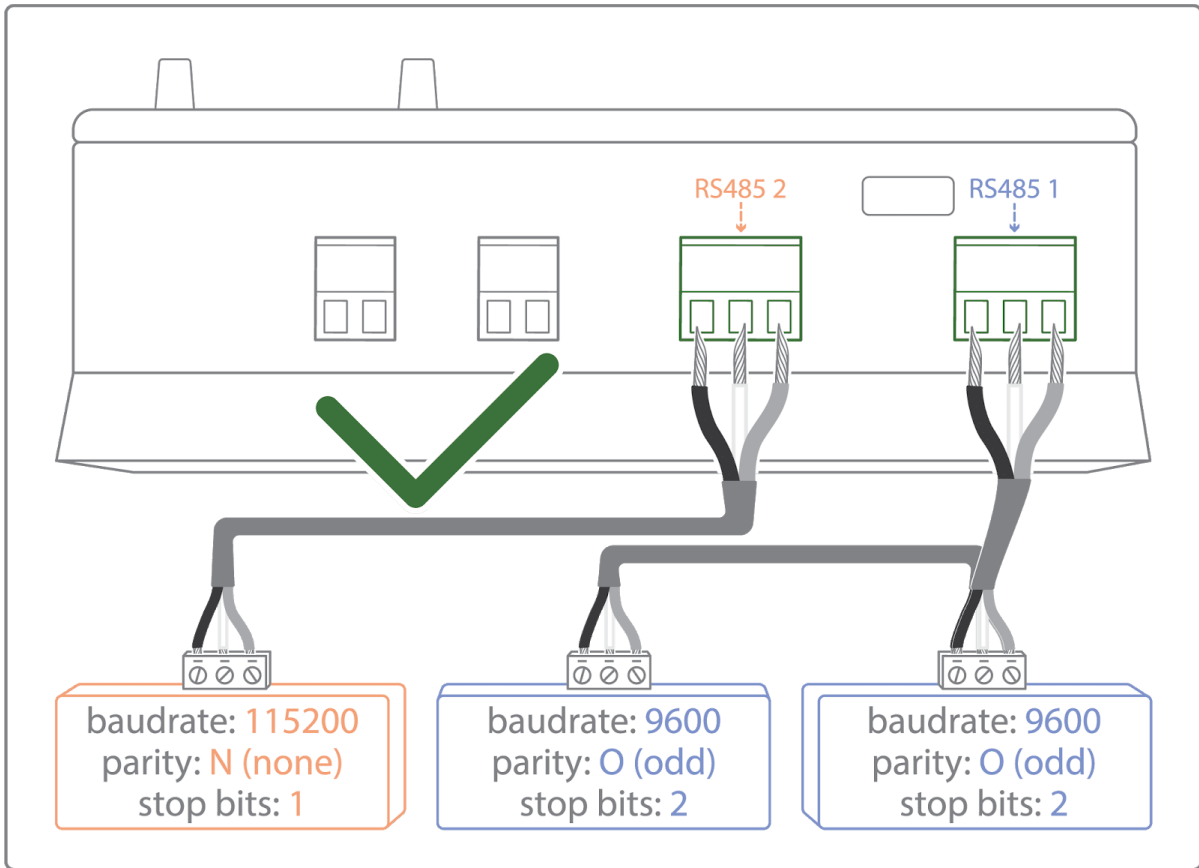 RS485 2
RS485 1
baudrate: 115200
parity: N (none)
stop bits: 1
baudrate: 9600
parity: O (odd)
stop bits: 2
baudrate: 9600
parity: O (odd)
stop bits: 2